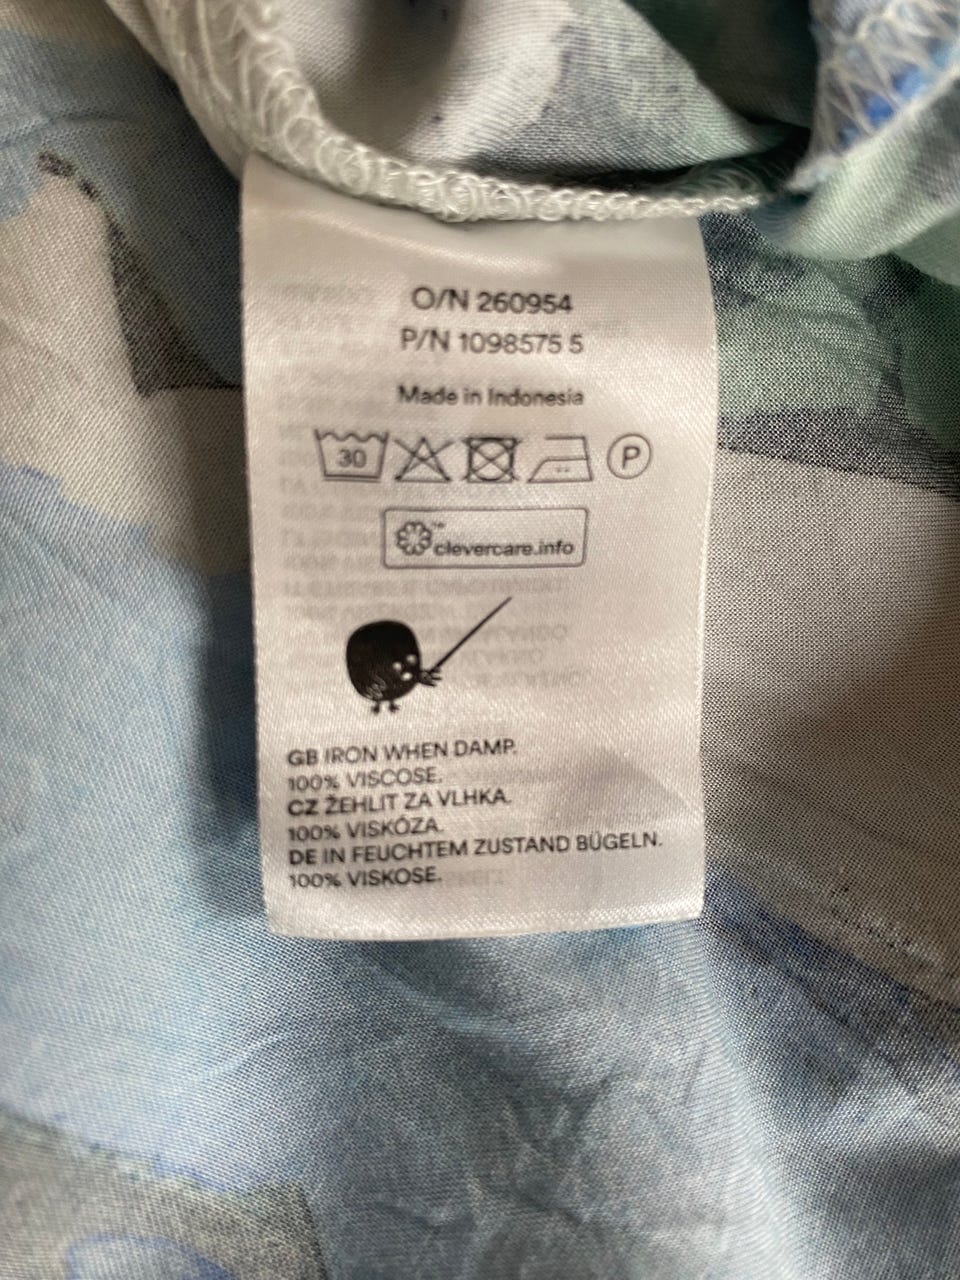 O/N 260954
P/N 1098575 5
Made in Indonesia
30 P
™ clevercare.info
GB IRON WHEN DAMP.
100% VISCOSE.
CZ ŽEHLIT ZA VLHKA.
100% VISKÓZA.
DE IN FEUCHTEM ZUSTAND BÜGELN.
100% VISKOSE.